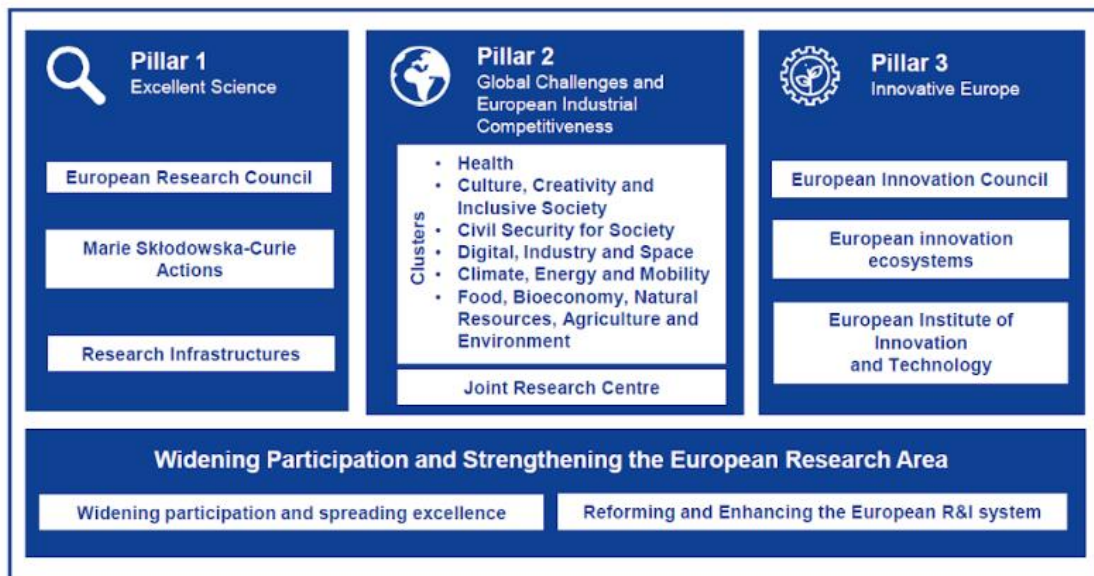 Pillar 1
Excellent Science
European Research Council
Marie Skłodowska-Curie
Actions
Research Infrastructures
Pillar 2
Global Challenges and
European Industrial
Competitiveness
Clusters
• Health
• Culture, Creativity and
Inclusive Society
• Civil Security for Society
• Digital, Industry and Space
• Climate, Energy and Mobility
• Food, Bioeconomy, Natural
Resources, Agriculture and
Environment
Joint Research Centre
Pillar 3
Innovative Europe
European Innovation Council
European innovation
ecosystems
European Institute of
Innovation
and Technology
Widening Participation and Strengthening the European Research Area
Widening participation and spreading excellence
Reforming and Enhancing the European R&I system